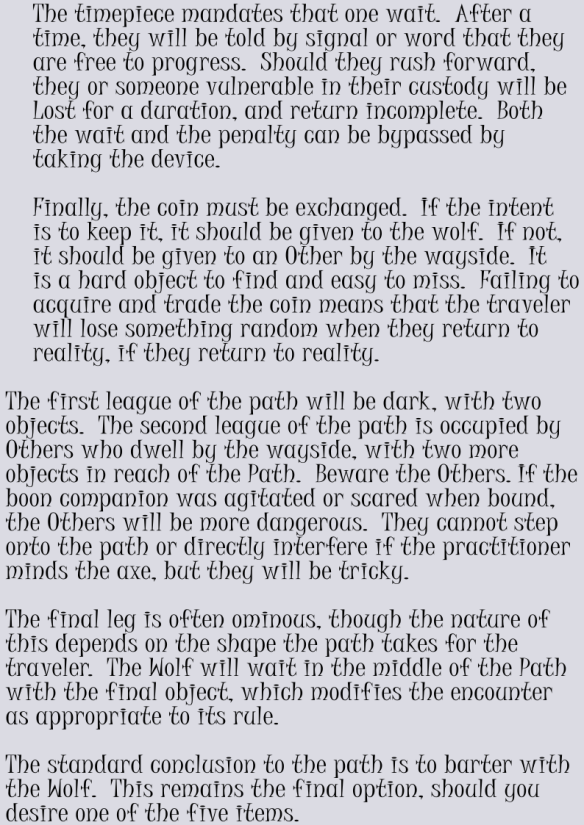 The timepiece mandates that one wait.  After a
time, they will be told by signal or word that they
are free to progress.  Should they rush forward,
they or someone vulnerable in their custody will be
Lost for a duration, and return incomplete.  Both
the wait and the penalty can be bypassed by
taking the device.
Finally, the coin must be exchanged.  If the intent
is to keep it, it should be given to the wolf.  If not,
it should be given to an Other by the wayside.  It
is a hard object to find and easy to miss.  Failing to
acquire and trade the coin means that the traveler
will lose something random when they return to
reality, if they return to reality.
The first league of the path will be dark, with two
objects.  The second league of the path is occupied by
Others who dwell by the wayside, with two more
objects in reach of the Path.  Beware the Others. If the
boon companion was agitated or scared when bound,
the Others will be more dangerous.  They cannot step
onto the path or directly interfere if the practitioner
minds the axe, but they will be tricky.
The final leg is often ominous, though the nature of
this depends on the shape the path takes for the
traveler.  The Wolf will wait in the middle of the Path
with the final object, which modifies the encounter
as appropriate to its rule.
The standard conclusion to the path is to barter with
the Wolf.  This remains the final option, should you
desire one of the five items.